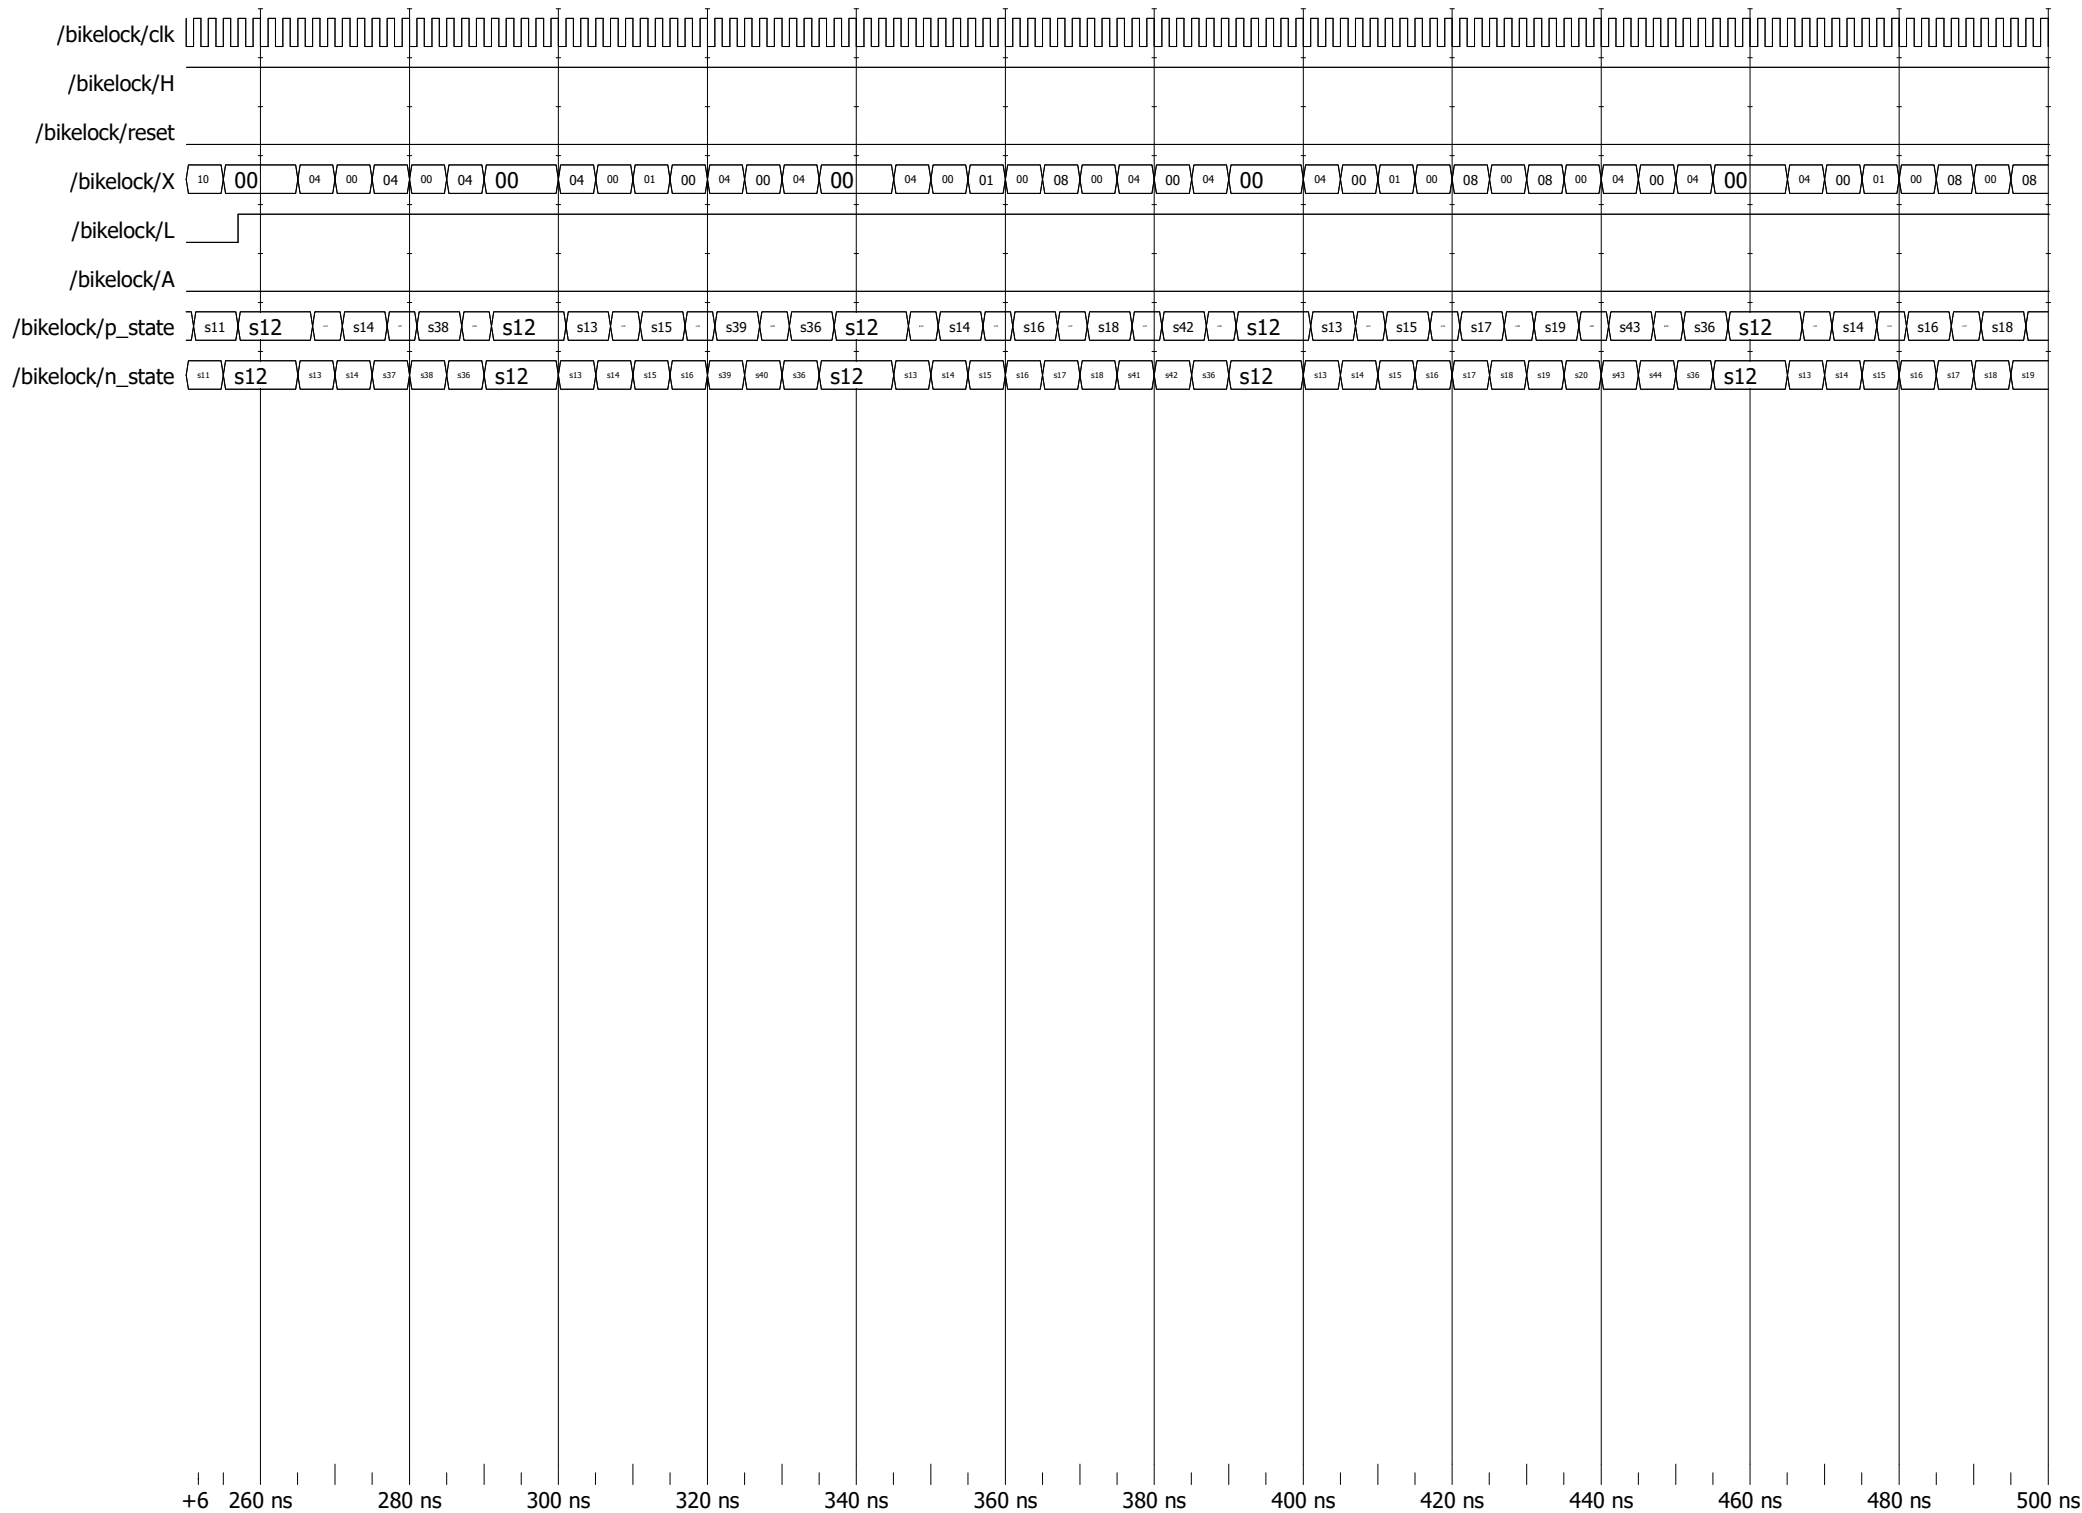 /bikelock/clk
/bikelock/H
/bikelock/reset
/bikelock/X 10 00 04 00 04 00 04 00 04 00 01 00 04 00 04 00 04 00 01 00 08 00 04 00 04 00 04 00 01 00 08 00 08 00 04 00 04 00 04 00 01 00 08 00 08
/bikelock/L
/bikelock/A
/bikelock/p_state s11 s12 s14 s38 s12 s13 s15 s39 s36 s12 s14 s16 s18 s42 s12 s13 s15 s17 s19 s43 s36 s12 s14 s16 s18
/bikelock/n_state s11 s12 s13 s14 s37 s38 s36 s12 s13 s14 s15 s16 s39 s40 s36 s12 s13 s14 s15 s16 s17 s18 s41 s42 s36 s12 s13 s14 s15 s16 s17 s18 s19 s20 s43 s44 s36 s12 s13 s14 s15 s16 s17 s18 s19
+6 260 ns 280 ns 300 ns 320 ns 340 ns 360 ns 380 ns 400 ns 420 ns 440 ns 460 ns 480 ns 500 ns